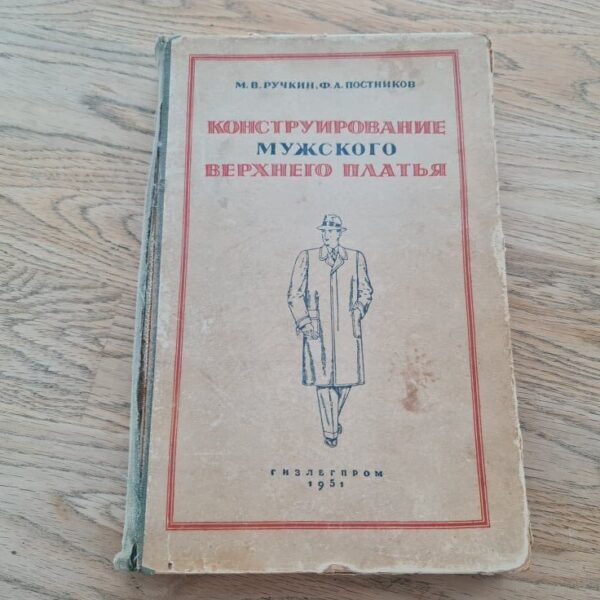 М. В. РУЧКИН, Ф. А. ПОСТНИКОВ
КОНСТРУИРОВАНИЕ
МУЖСКОГО
ВЕРХНЕГО ПЛАТЬЯ
ГИЗЛЕГПРОМ
1951